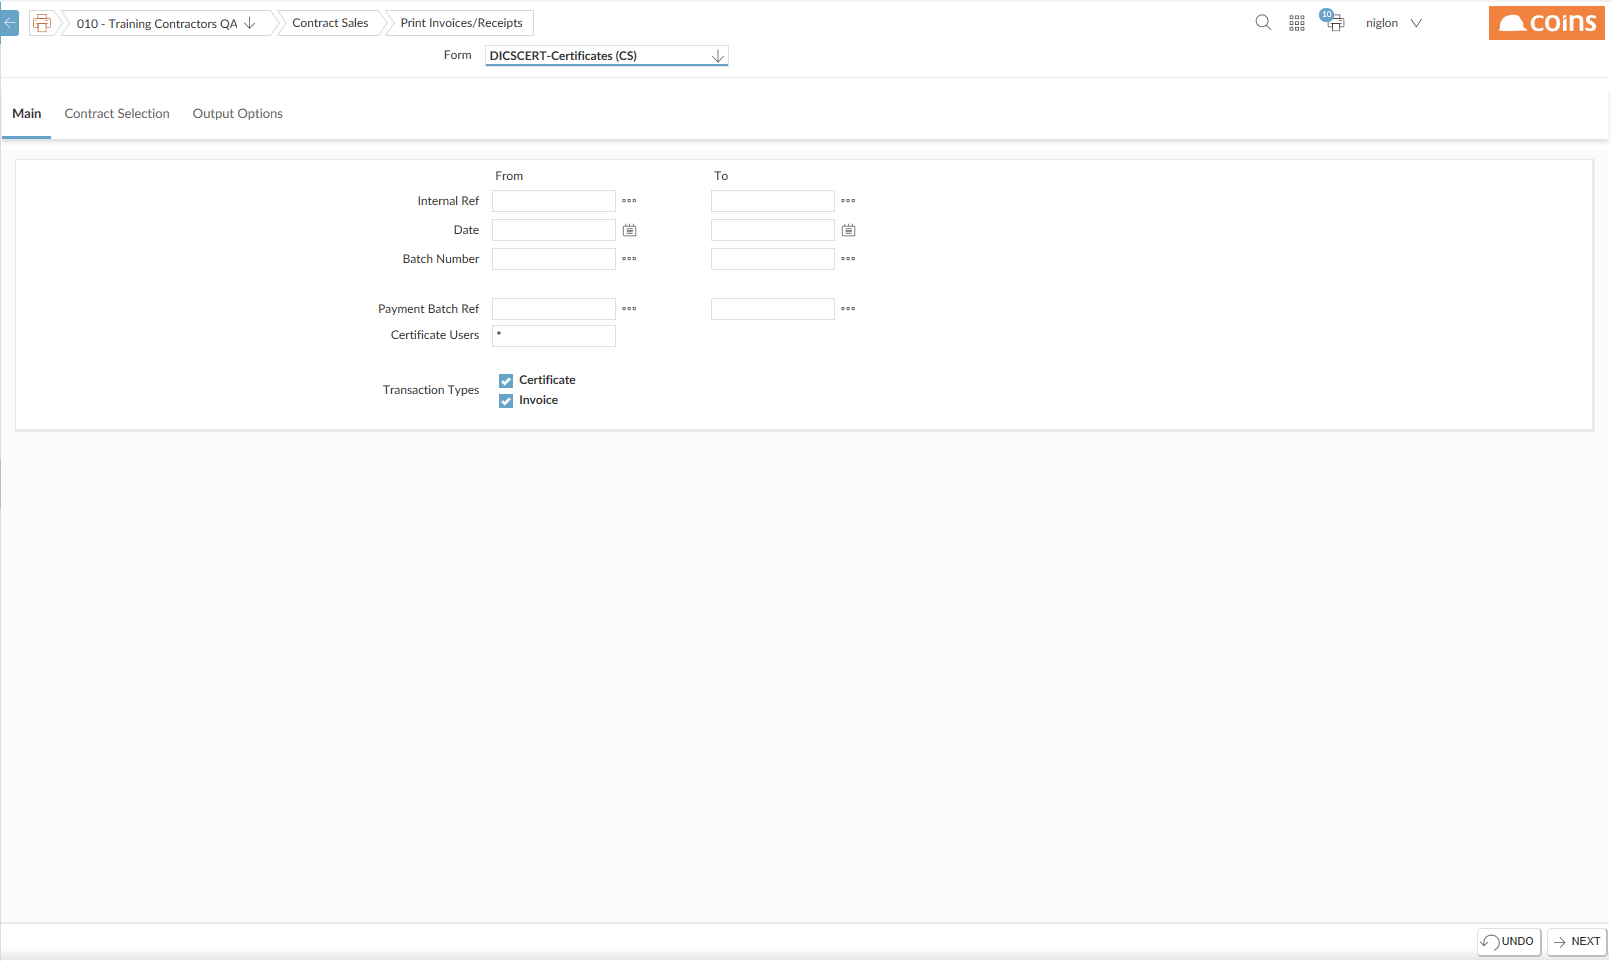 010 - Training Contractors QA
Contract Sales
Print Invoices/Receipts
10
niglon
coins
Form
DICSCERT-Certificates (CS)
Main
Contract Selection
Output Options
From
To
Internal Ref
Date
Batch Number
Payment Batch Ref
Certificate Users
*
Transaction Types
Certificate
Invoice
UNDO
NEXT